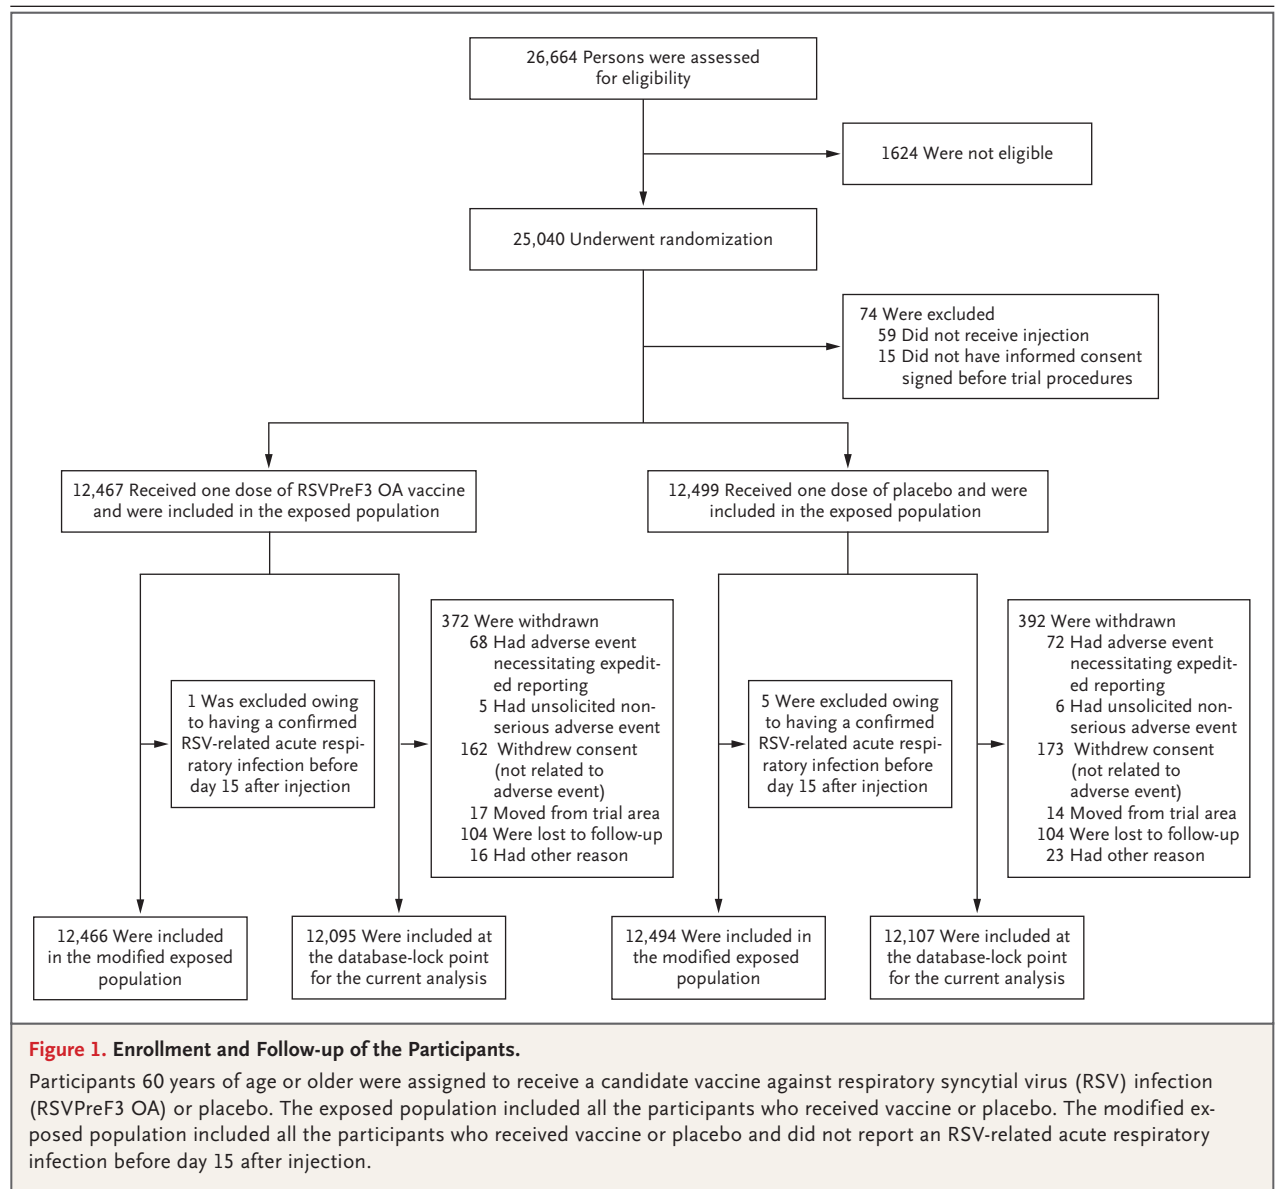 26,664 Persons were assessed
for eligibility
1624 Were not eligible
25,040 Underwent randomization
74 Were excluded
59 Did not receive injection
15 Did not have informed consent
signed before trial procedures
12,467 Received one dose of RSVPreF3 OA vaccine
and were included in the exposed population
12,499 Received one dose of placebo and were
included in the exposed population
1 Was excluded owing
to having a confirmed
RSV-related acute respi-
ratory infection before
day 15 after injection
372 Were withdrawn
68 Had adverse event
necessitating expedit-
ed reporting
5 Had unsolicited non-
serious adverse event
162 Withdrew consent
(not related to
adverse event)
17 Moved from trial area
104 Were lost to follow-up
16 Had other reason
5 Were excluded owing
to having a confirmed
RSV-related acute respi-
ratory infection before
day 15 after injection
392 Were withdrawn
72 Had adverse event
necessitating expedit-
ed reporting
6 Had unsolicited non-
serious adverse event
173 Withdrew consent
(not related to
adverse event)
14 Moved from trial area
104 Were lost to follow-up
23 Had other reason
12,466 Were included
in the modified exposed
population
12,095 Were included at
the database-lock point
for the current analysis
12,494 Were included in
the modified exposed
population
12,107 Were included at
the database-lock point
for the current analysis
Figure 1. Enrollment and Follow-up of the Participants.
Participants 60 years of age or older were assigned to receive a candidate vaccine against respiratory syncytial virus (RSV) infection
(RSVPreF3 OA) or placebo. The exposed population included all the participants who received vaccine or placebo. The modified ex-
posed population included all the participants who received vaccine or placebo and did not report an RSV-related acute respiratory
infection before day 15 after injection.